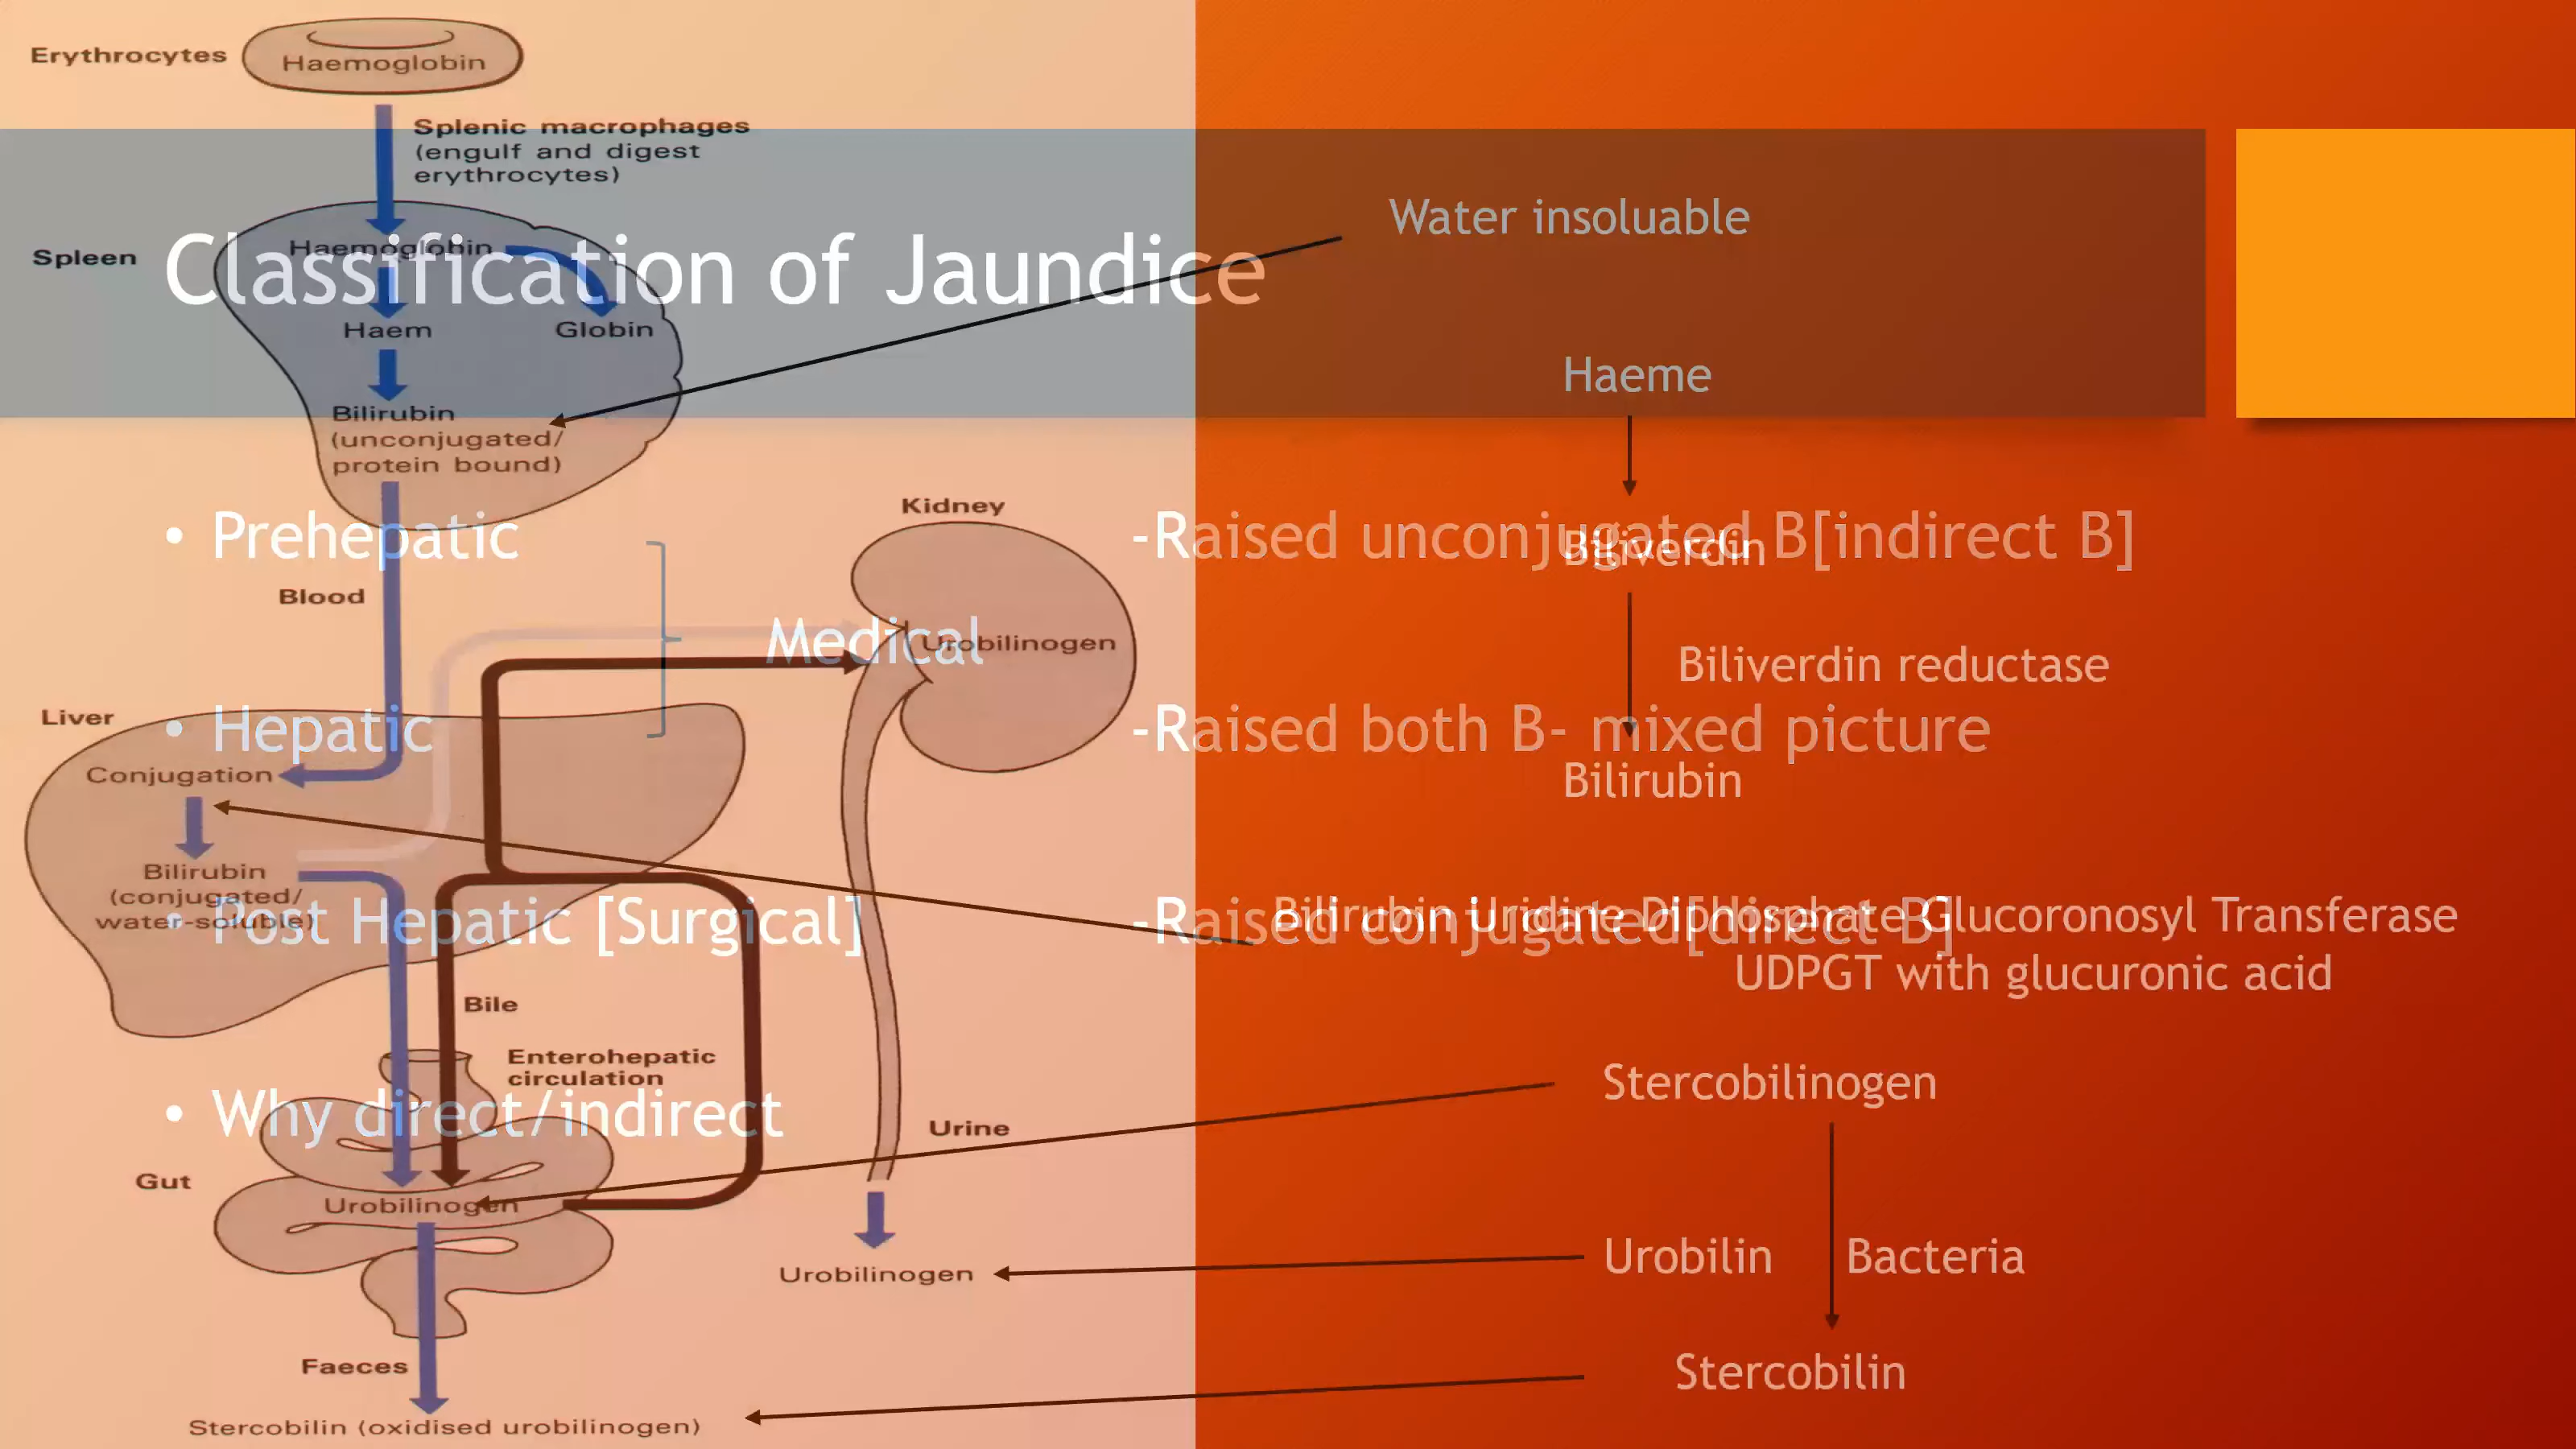 Erythrocytes
Haemoglobin
Splenic macrophages
(engulf and digest
erythrocytes)
Spleen
Haemoglobin
Haem
Globin
Bilirubin
(unconjugated/
protein bound)
Blood
Kidney
Urobilinogen
Liver
Conjugation
Bilirubin
(conjugated/
water-soluble)
Bile
Enterohepatic
circulation
Urine
Gut
Urobilinogen
Urobilinogen
Faeces
Stercobilin (oxidised urobilinogen)
Classification of Jaundice
• Prehepatic
-Raised unconjugated B[indirect B]
Medical
• Hepatic
-Raised both B- mixed picture
• Post Hepatic [Surgical]
-Raised conjugated[direct B]
• Why direct/indirect
Water insoluable
Haeme
Biliverdin
Biliverdin reductase
Bilirubin
Bilirubin Uridine Diphosphate Glucoronosyl Transferase
UDPGT with glucuronic acid
Stercobilinogen
Urobilin
Bacteria
Stercobilin